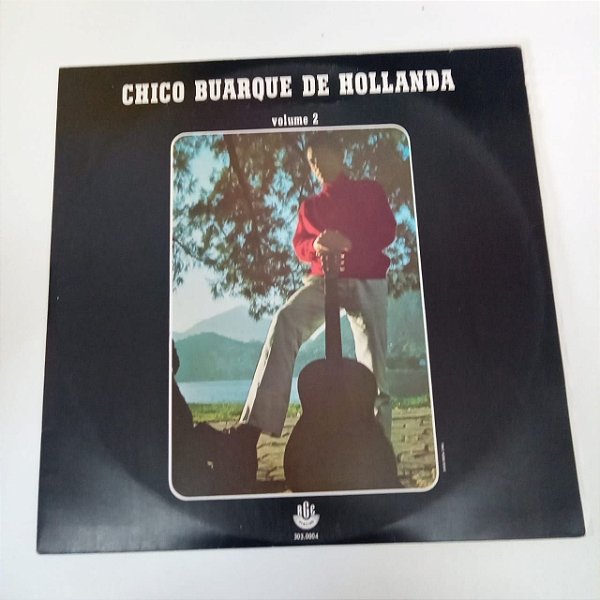 CHICO BUARQUE DE HOLLANDA
volume 2
RGE
303.0004